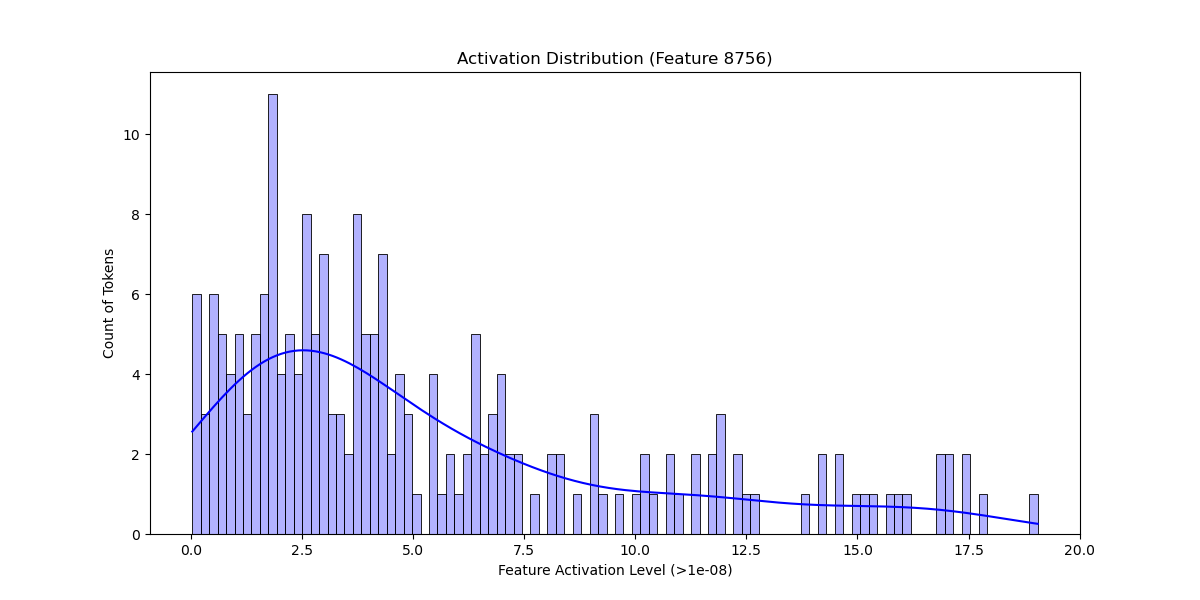 Activation Distribution (Feature 8756)
Count of Tokens
10
8
6
4
2
0
0.0 2.5 5.0 7.5 10.0 12.5 15.0 17.5 20.0
Feature Activation Level (>1e-08)